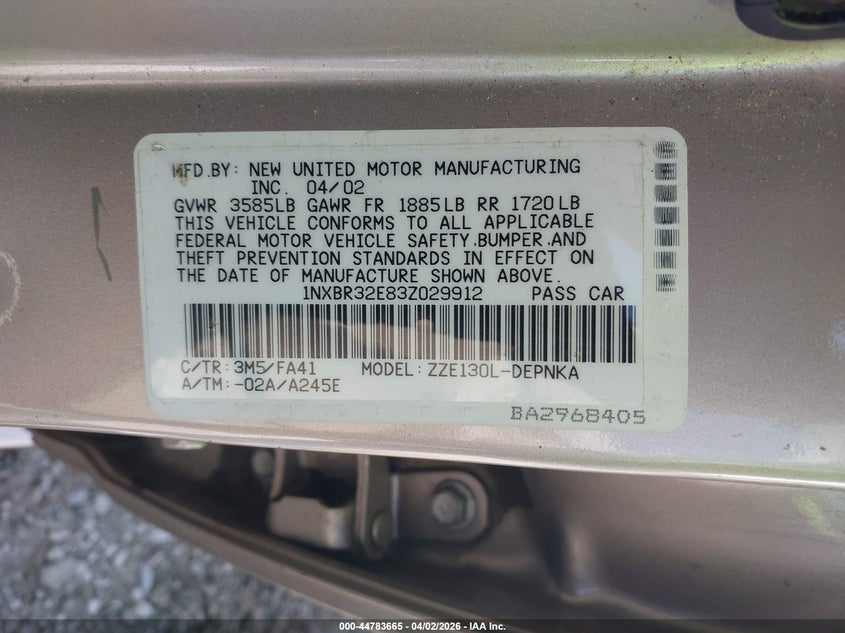 MFD.BY: NEW UNITED MOTOR MANUFACTURING
INC. 04/02
GVWR 3585LB GAWR FR 1885LB RR 1720LB
THIS VEHICLE CONFORMS TO ALL APPLICABLE
FEDERAL MOTOR VEHICLE SAFETY.BUMPER.AND
THEFT PREVENTION STANDARDS IN EFFECT ON
THE DATE OF MANUFACTURE SHOWN ABOVE.
1NXBR32E83Z029912 PASS CAR
C/TR: 3M5/FA41 MODEL: ZZE130L-DEPNKA
A/TM: -02A/A245E
BA2968405
000-44783665 04/02/2026 - IAA Inc.